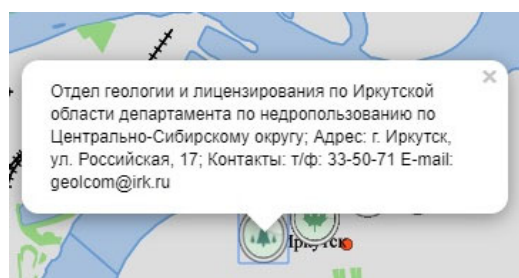 Отдел геологии и лицензирования по Иркутской
области департамента по недропользованию по
Центрально-Сибирскому округу; Адрес: г. Иркутск,
ул. Российская, 17; Контакты: т/ф: 33-50-71 E-mail:
geolcom@irk.ru
Иркутск